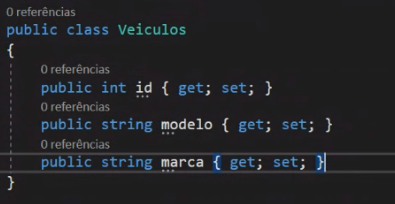 0 referências
public class Veiculos
{
0 referências
public int id { get; set; }
0 referências
public string modelo { get; set; }
0 referências
public string marca { get; set; }
}